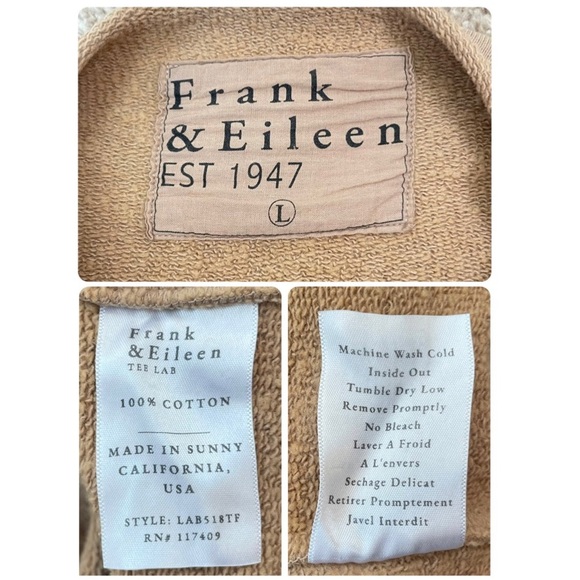 Frank
& Eileen
EST 1947
L
Frank
& Eileen
TEE LAB
100% COTTON
MADE IN SUNNY
CALIFORNIA,
USA
STYLE: LAB518TF
RN# 117409
Machine Wash Cold
Inside Out
Tumble Dry Low
Remove Promptly
No Bleach
Laver A Froid
A L'envers
Sechage Delicat
Retirer Promptement
Javel Interdit